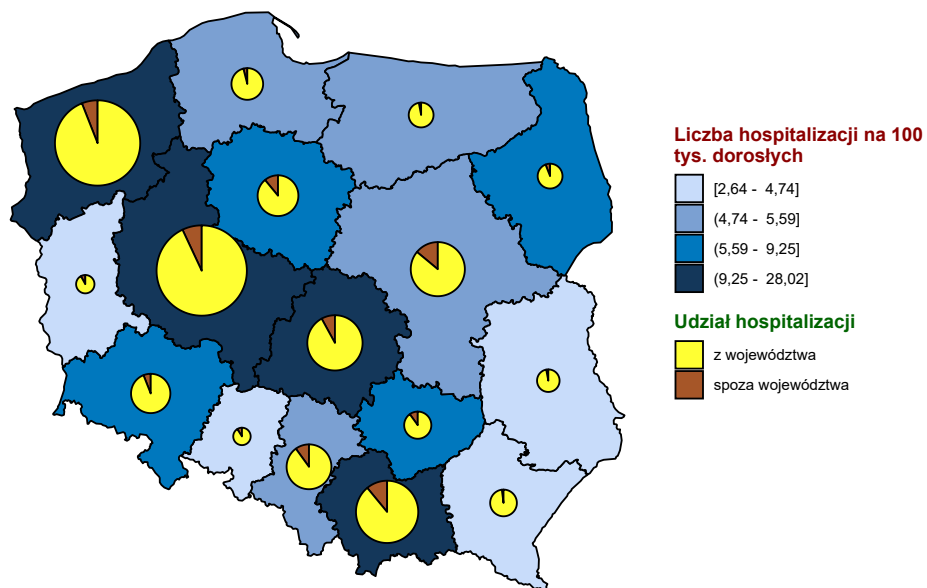 Liczba hospitalizacji na 100
tys. dorosłych
[2,64 - 4,74]
(4,74 - 5,59]
(5,59 - 9,25]
(9,25 - 28,02]
Udział hospitalizacji
z województwa
spoza województwa